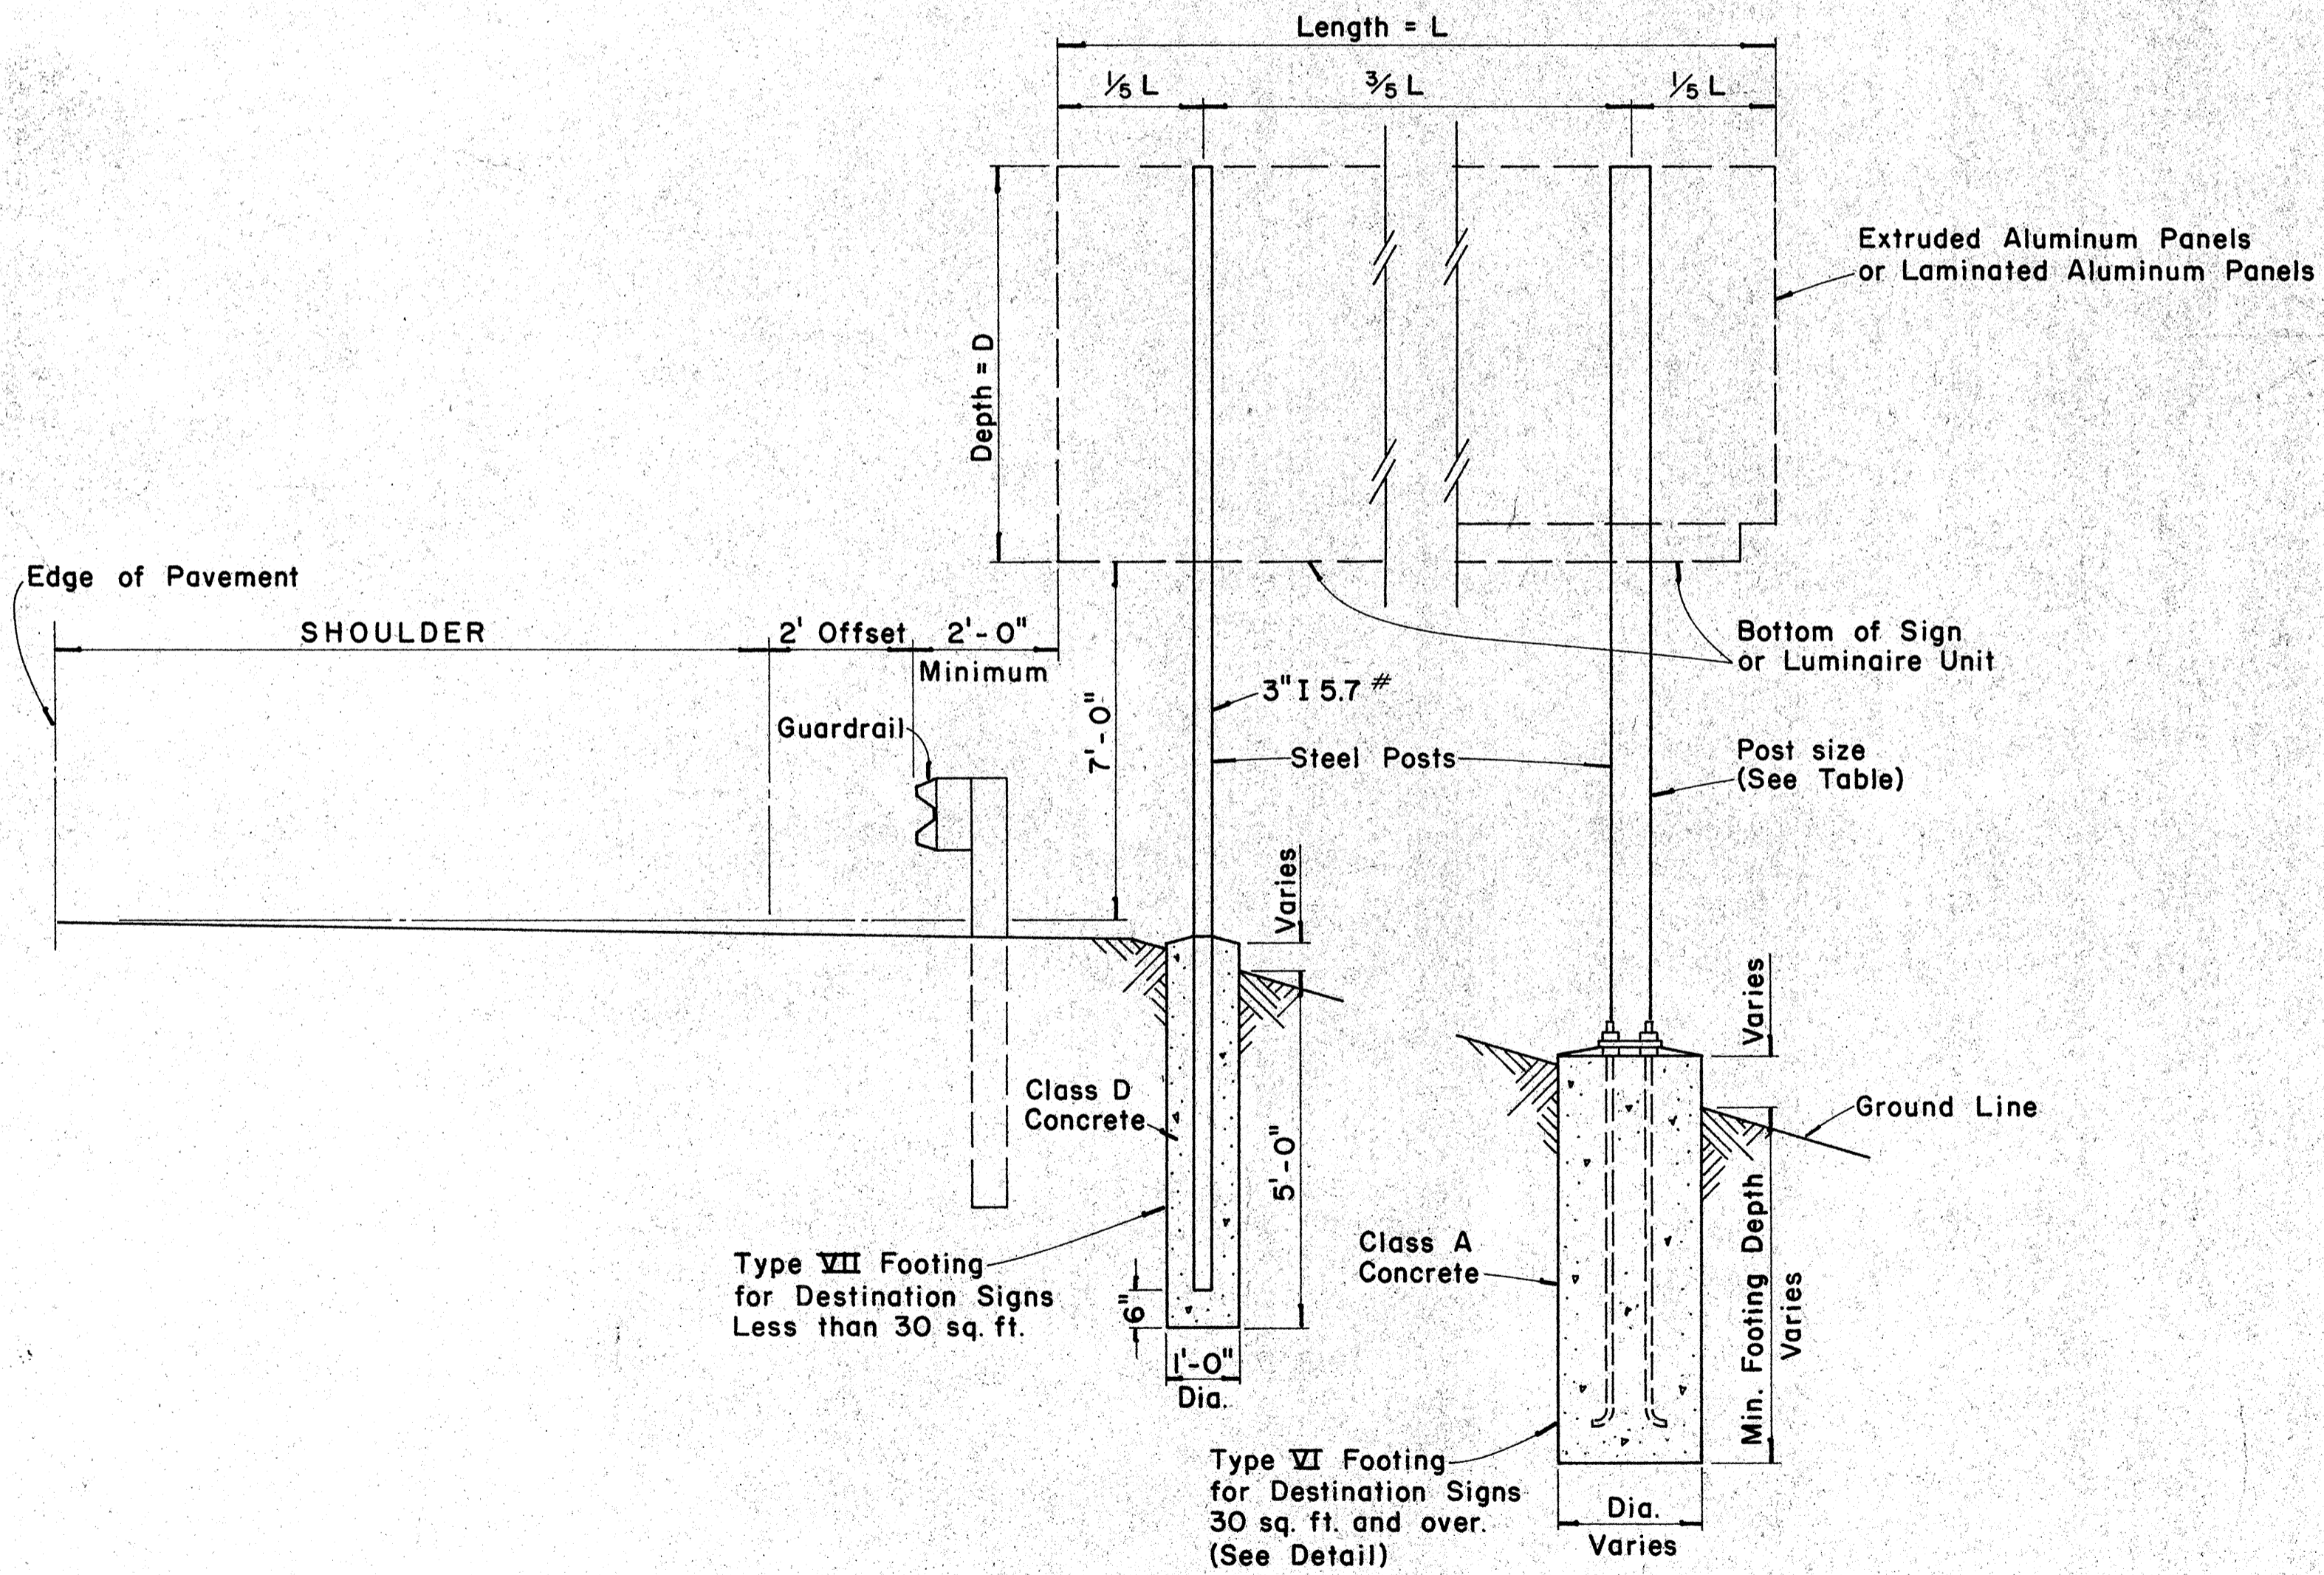 Length = L
1/5 L
3/5 L
1/5 L
Extruded Aluminum Panels
or Laminated Aluminum Panels
Depth = D
Edge of Pavement
SHOULDER
2' Offset
2'-0"
Minimum
Bottom of Sign
or Luminaire Unit
3" I 5.7 #
Guardrail
7'-0"
Steel Posts
Post size
(See Table)
Varies
Varies
Class D
Concrete
Ground Line
5'-0"
Class A
Concrete
Min. Footing Depth
Varies
Type VII Footing
for Destination Signs
Less than 30 sq. ft.
6"
1'-0"
Dia.
Type VI Footing
for Destination Signs
30 sq. ft. and over.
(See Detail)
Dia.
Varies